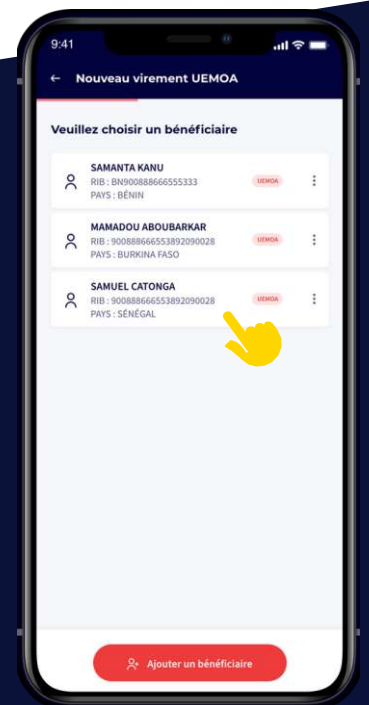 9:41
← Nouveau virement UEMOA
Veuillez choisir un bénéficiaire
SAMANTA KANU
RIB : BN900888666555333
UEMOA
PAYS : BÉNIN
MAMADOU ABOUBARKAR
RIB : 900888666553892090028
UEMOA
PAYS : BURKINA FASO
SAMUEL CATONGA
RIB : 900888666553892090028
UEMOA
PAYS : SÉNÉGAL
Ajouter un bénéficiaire